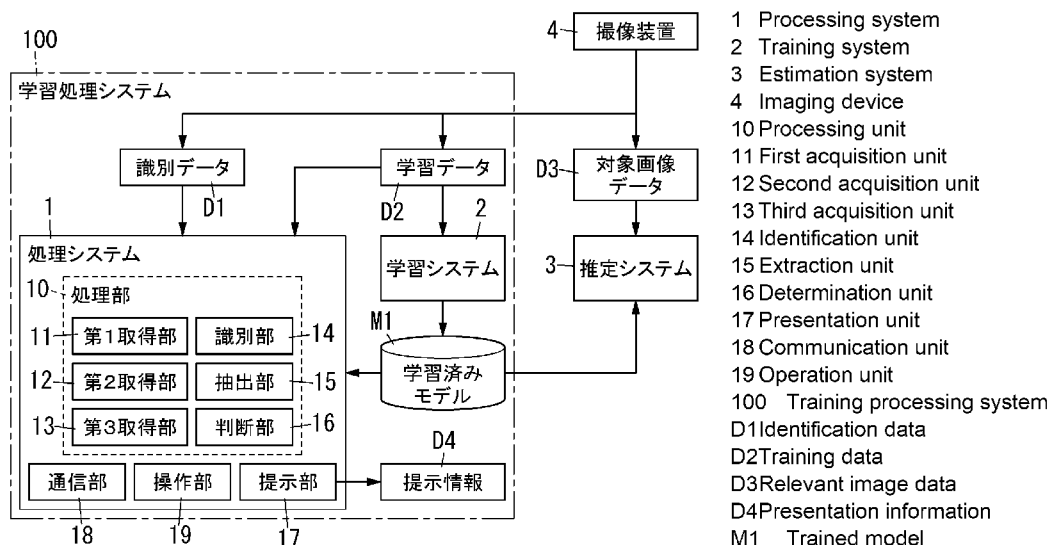 4
撮像装置
100
学習処理システム
識別データ
D1
学習データ
D2
D3
対象画像
データ
1
処理システム
2
学習システム
3
推定システム
10
処理部
11
第1取得部
識別部
14
12
第2取得部
抽出部
15
13
第3取得部
判断部
16
M1
学習済み
モデル
通信部
操作部
提示部
D4
提示情報
18
19
17
1 Processing system
2 Training system
3 Estimation system
4 Imaging device
10 Processing unit
11 First acquisition unit
12 Second acquisition unit
13 Third acquisition unit
14 Identification unit
15 Extraction unit
16 Determination unit
17 Presentation unit
18 Communication unit
19 Operation unit
100 Training processing system
D1Identification data
D2Training data
D3Relevant image data
D4Presentation information
M1 Trained model